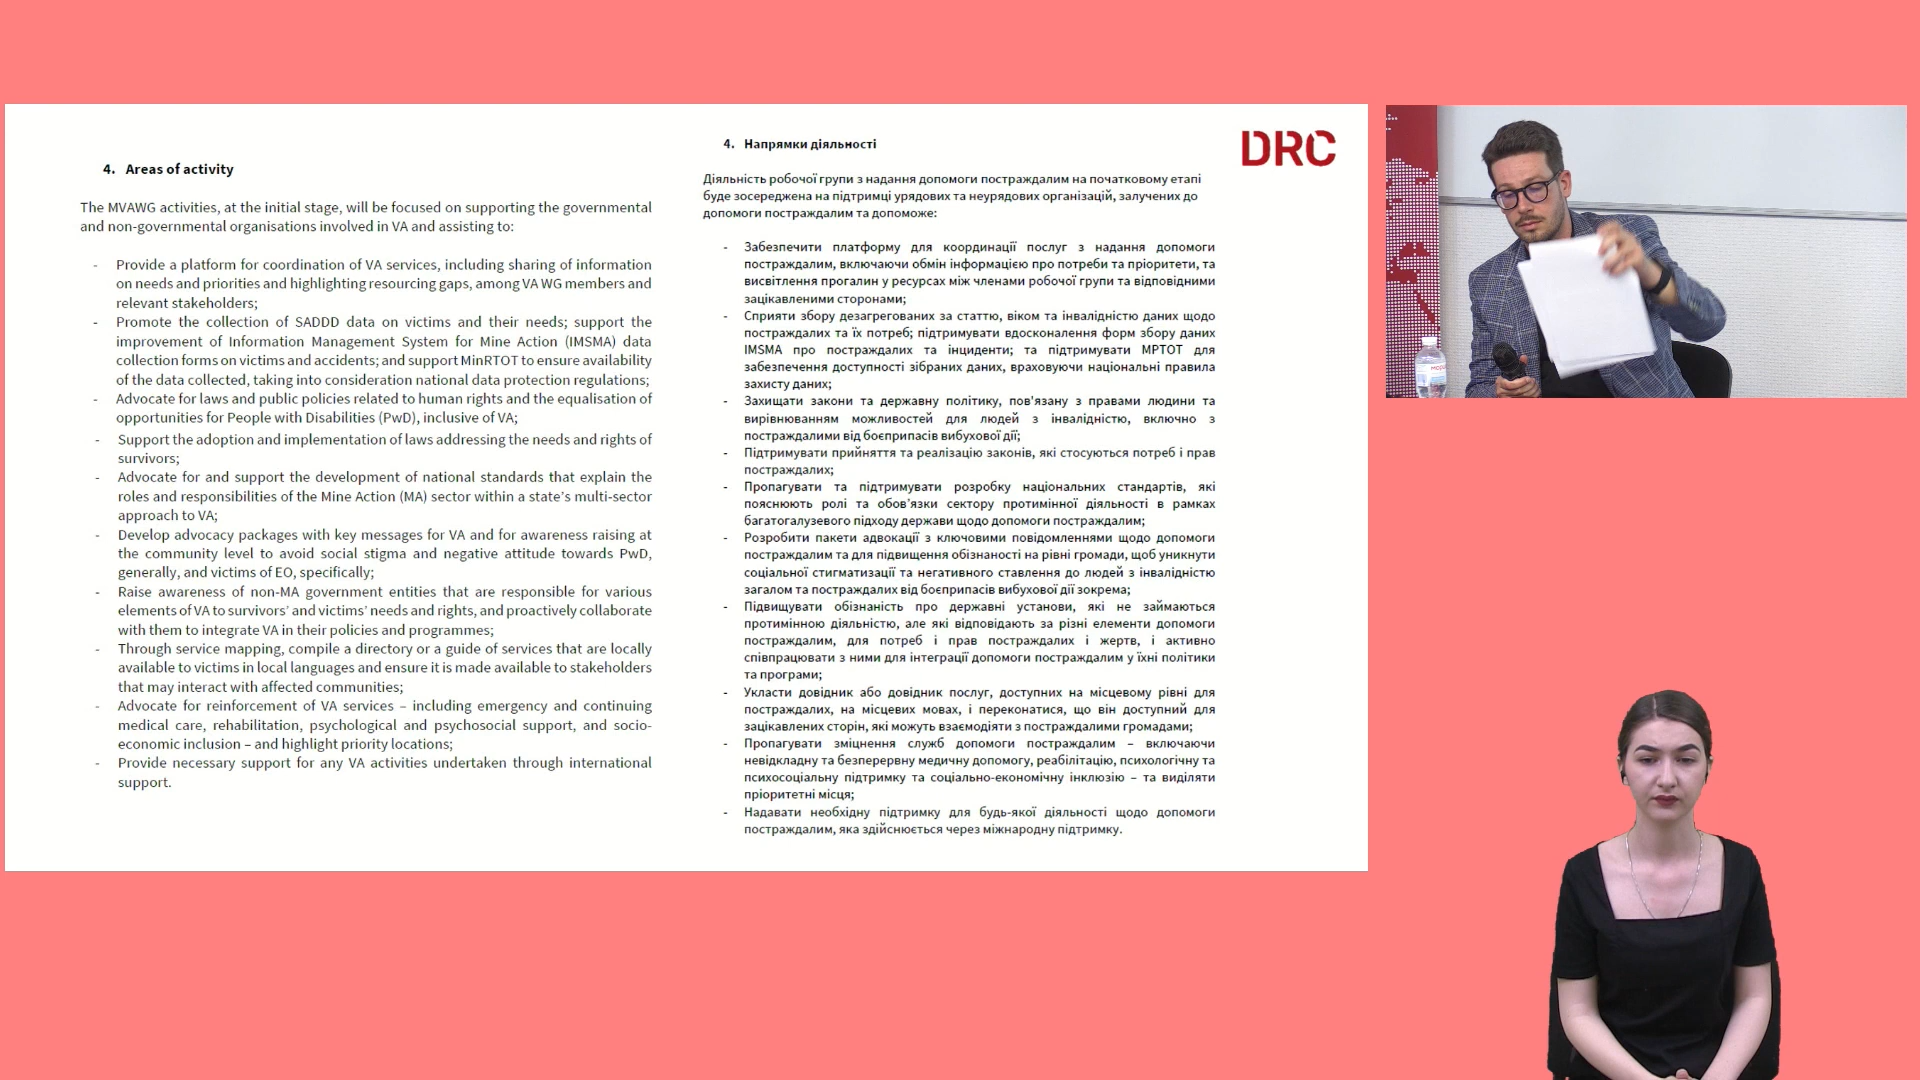 4. Areas of activity
The MVAWG activities, at the initial stage, will be focused on supporting the governmental
and non-governmental organisations involved in VA and assisting to:
- Provide a platform for coordination of VA services, including sharing of information
on needs and priorities and highlighting resourcing gaps, among VA WG members and
relevant stakeholders;
- Promote the collection of SADDD data on victims and their needs; support the
improvement of Information Management System for Mine Action (IMSMA) data
collection forms on victims and accidents; and support MinRTOT to ensure availability
of the data collected, taking into consideration national data protection regulations;
- Advocate for laws and public policies related to human rights and the equalisation of
opportunities for People with Disabilities (PwD), inclusive of VA;
- Support the adoption and implementation of laws addressing the needs and rights of
survivors;
- Advocate for and support the development of national standards that explain the
roles and responsibilities of the Mine Action (MA) sector within a state's multi-sector
approach to VA;
- Develop advocacy packages with key messages for VA and for awareness raising at
the community level to avoid social stigma and negative attitude towards PwD,
generally, and victims of EO, specifically;
- Raise awareness of non-MA government entities that are responsible for various
elements of VA to survivors' and victims' needs and rights, and proactively collaborate
with them to integrate VA in their policies and programmes;
- Through service mapping, compile a directory or a guide of services that are locally
available to victims in local languages and ensure it is made available to stakeholders
that may interact with affected communities;
- Advocate for reinforcement of VA services – including emergency and continuing
medical care, rehabilitation, psychological and psychosocial support, and socio-
economic inclusion – and highlight priority locations;
- Provide necessary support for any VA activities undertaken through international
support.
4. Напрямки діяльності
Діяльність робочої групи з надання допомоги постраждалим на початковому етапі
буде зосереджена на підтримці урядових та неурядових організацій, залучених до
допомоги постраждалим та допоможе:
- Забезпечити платформу для координації послуг з надання допомоги
постраждалим, включаючи обмін інформацією про потреби та пріоритети, та
висвітлення прогалин у ресурсах між членами робочої групи та відповідними
зацікавленими сторонами;
- Сприяти збору дезагрегованих за статтю, віком та інвалідністю даних щодо
постраждалих та їх потреб; підтримувати вдосконалення форм збору даних
IMSMA про постраждалих та інциденти; та підтримувати МРТОТ для
забезпечення доступності зібраних даних, враховуючи національні правила
захисту даних;
- Захищати закони та державну політику, пов'язану з правами людини та
вирівнюванням можливостей для людей з інвалідністю, включно з
постраждалими від боєприпасів вибухової дії;
- Підтримувати прийняття та реалізацію законів, які стосуються потреб і прав
постраждалих;
- Пропагувати та підтримувати розробку національних стандартів, які
пояснюють ролі та обов'язки сектору протимінної діяльності в рамках
багатогалузевого підходу держави щодо допомоги постраждалим;
- Розробити пакети адвокації з ключовими повідомленнями щодо допомоги
постраждалим та для підвищення обізнаності на рівні громади, щоб уникнути
соціальної стигматизації та негативного ставлення до людей з інвалідністю
загалом та постраждалих від боєприпасів вибухової дії зокрема;
- Підвищувати обізнаність про державні установи, які не займаються
протимінною діяльністю, але які відповідають за різні елементи допомоги
постраждалим, для потреб і прав постраждалих і жертв, і активно
співпрацювати з ними для інтеграції допомоги постраждалим у їхні політики
та програми;
- Укласти довідник або довідник послуг, доступних на місцевому рівні для
постраждалих, на місцевих мовах, і переконатися, що він доступний для
зацікавлених сторін, які можуть взаємодіяти з постраждалими громадами;
- Пропагувати зміцнення служб допомоги постраждалим – включаючи
невідкладну та безперервну медичну допомогу, реабілітацію, психологічну та
психосоціальну підтримку та соціально-економічну інклюзію – та виділяти
пріоритетні місця;
- Надавати необхідну підтримку для будь-якої діяльності щодо допомоги
постраждалим, яка здійснюється через міжнародну підтримку.
DRC